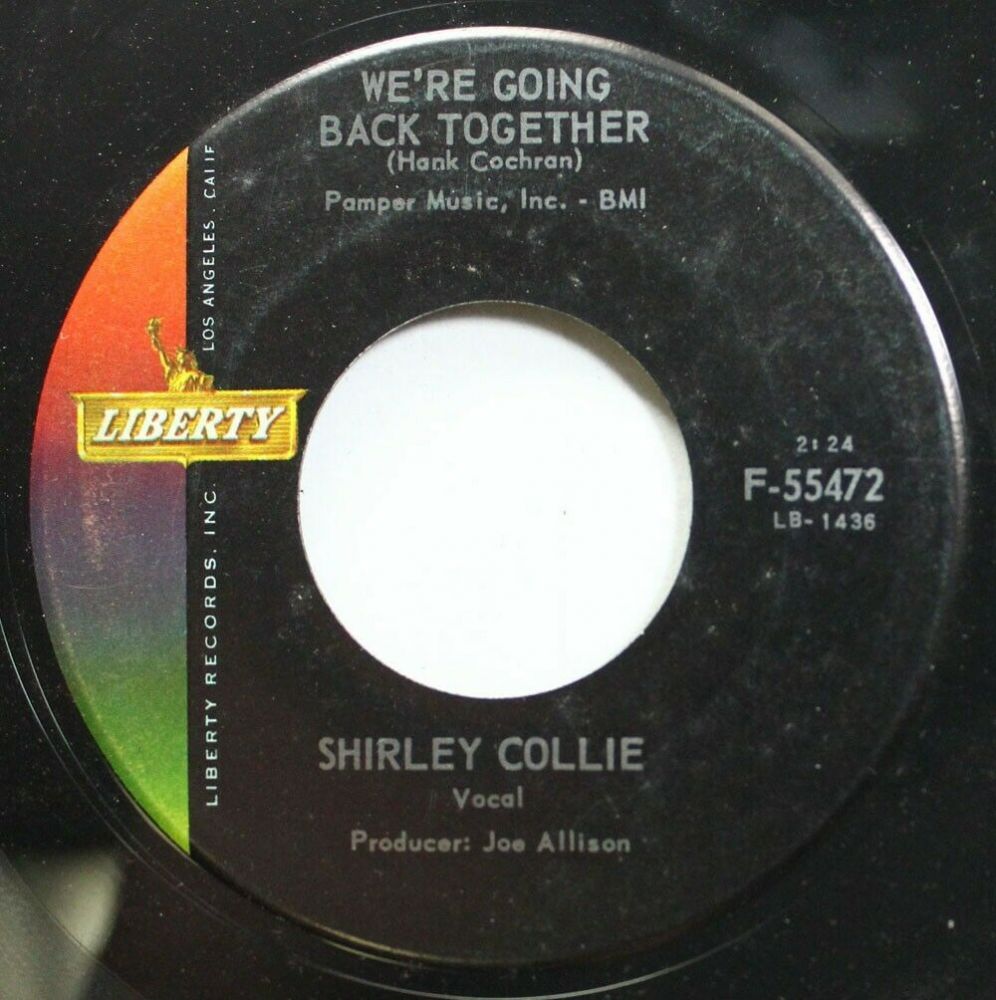 WE'RE GOING
BACK TOGETHER
(Hank Cochran)
Pamper Music, Inc. - BMI
LIBERTY RECORDS, INC. LOS ANGELES, CALIF
LIBERTY
2:24
F-55472
LB-1436
SHIRLEY COLLIE
Vocal
Producer: Joe Allison